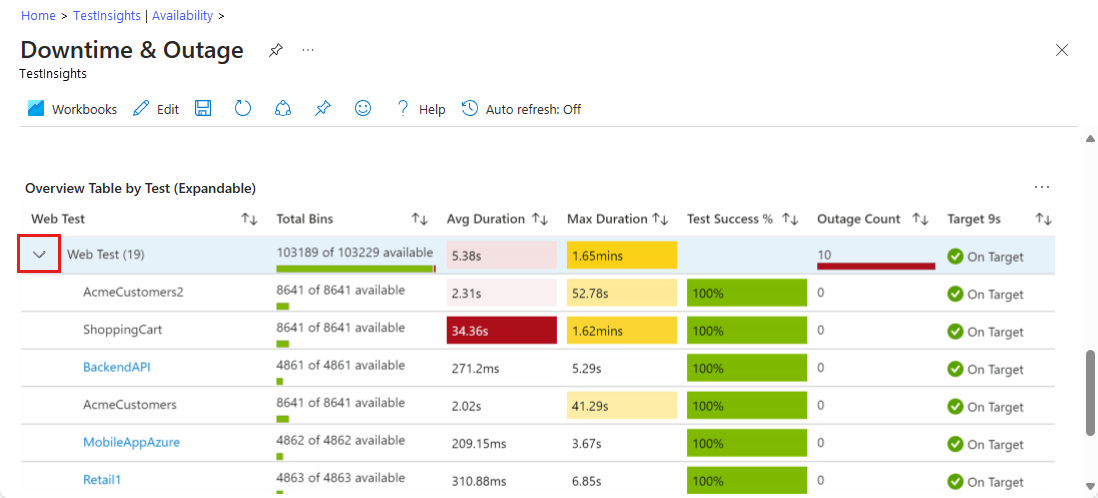 Home > TestInsights | Availability >
Downtime & Outage ···
TestInsights
Workbooks Edit Help Auto refresh: Off
Overview Table by Test (Expandable) ···
Web Test Total Bins Avg Duration Max Duration Test Success % Outage Count Target 9s
Web Test (19) 103189 of 103229 available 5.38s 1.65mins 10 On Target
AcmeCustomers2 8641 of 8641 available 2.31s 52.78s 100% 0 On Target
ShoppingCart 8641 of 8641 available 34.36s 1.62mins 100% 0 On Target
BackendAPI 4861 of 4861 available 271.2ms 5.29s 100% 0 On Target
AcmeCustomers 8641 of 8641 available 2.02s 41.29s 100% 0 On Target
MobileAppAzure 4862 of 4862 available 209.15ms 3.67s 100% 0 On Target
Retail1 4863 of 4863 available 310.88ms 6.85s 100% 0 On Target